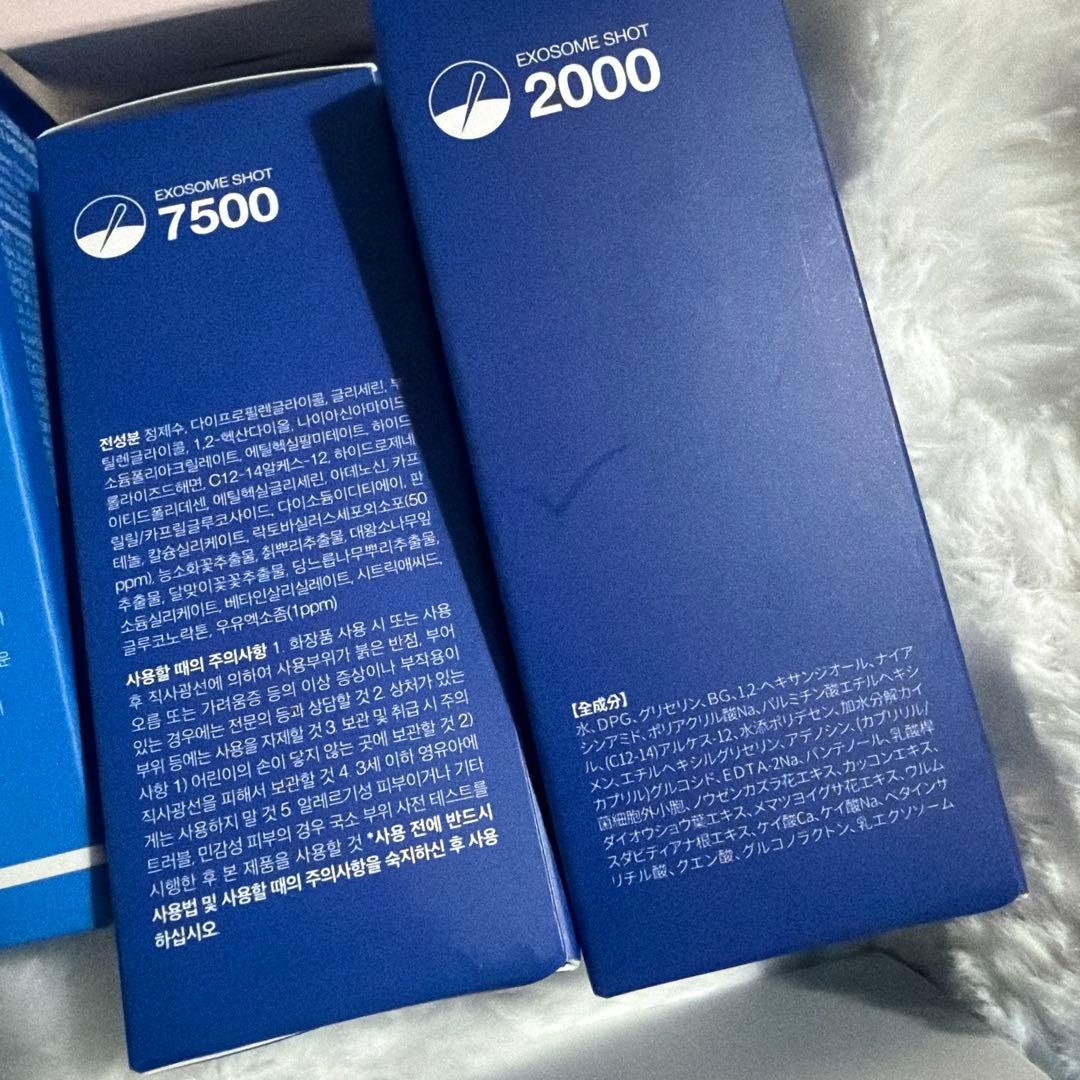 EXOSOME SHOT
7500
전성분 정제수, 다이프로필렌글라이콜, 글리세린, 부
틸렌글라이콜, 1,2-헥산다이올, 나이아신아마이드
소듐폴리아크릴레이트, 에틸헥실팔미테이트, 하이드
롤라이즈드해면, C12-14알케스-12, 하이드로제네
이티드폴리데센, 에틸헥실글리세린, 아데노신, 카프
릴릴/카프릴글루코사이드, 다이소듐이디티에이, 판
테놀, 칼슘실리케이트, 락토바실러스세포외소포(50
ppm), 능소화꽃추출물, 칡뿌리추출물, 대왕소나무잎
추출물, 달맞이꽃꽃추출물, 당느릅나무뿌리추출물,
소듐실리케이트, 베타인살리실레이트, 시트릭애씨드,
글루코노락톤, 우유엑소좀(1ppm)
사용할 때의 주의사항 1. 화장품 사용 시 또는 사용
후 직사광선에 의하여 사용부위가 붉은 반점, 부어
오름 또는 가려움증 등의 이상 증상이나 부작용이
있는 경우에는 전문의 등과 상담할 것 2 상처가 있는
부위 등에는 사용을 자제할 것 3 보관 및 취급 시 주의
사항 1) 어린이의 손이 닿지 않는 곳에 보관할 것 2)
직사광선을 피해서 보관할 것 4. 3세 이하 영유아에
게는 사용하지 말 것 5 알레르기성 피부이거나 기타
트러블, 민감성 피부의 경우 국소 부위 사전 테스트를
시행한 후 본 제품을 사용할 것 *사용 전에 반드시
사용법 및 사용할 때의 주의사항을 숙지하신 후 사용
하십시오.
EXOSOME SHOT
2000
【全成分】
水、DPG、グリセリン、BG、1,2-ヘキサンジオール、ナイア
シンアミド、ポリアクリル酸Na、パルミチン酸エチルヘキシ
ル、(C12-14)アルケス-12、水添ポリデセン、加水分解カイ
メン、エチルヘキシルグリセリン、アデノシン、(カプリリル/
カプリル)グルコシド、EDTA-2Na、パンテノール、乳酸桿
菌細胞外小胞、ノウゼンカズラ花エキス、カッコンエキス、
ダイオウショウ葉エキス、メマツヨイグサ花エキス、ウルム
スダビディアナ根エキス、ケイ酸Ca、ケイ酸Na、ベタインサ
リチル酸、クエン酸、グルコノラクトン、乳エクソソーム